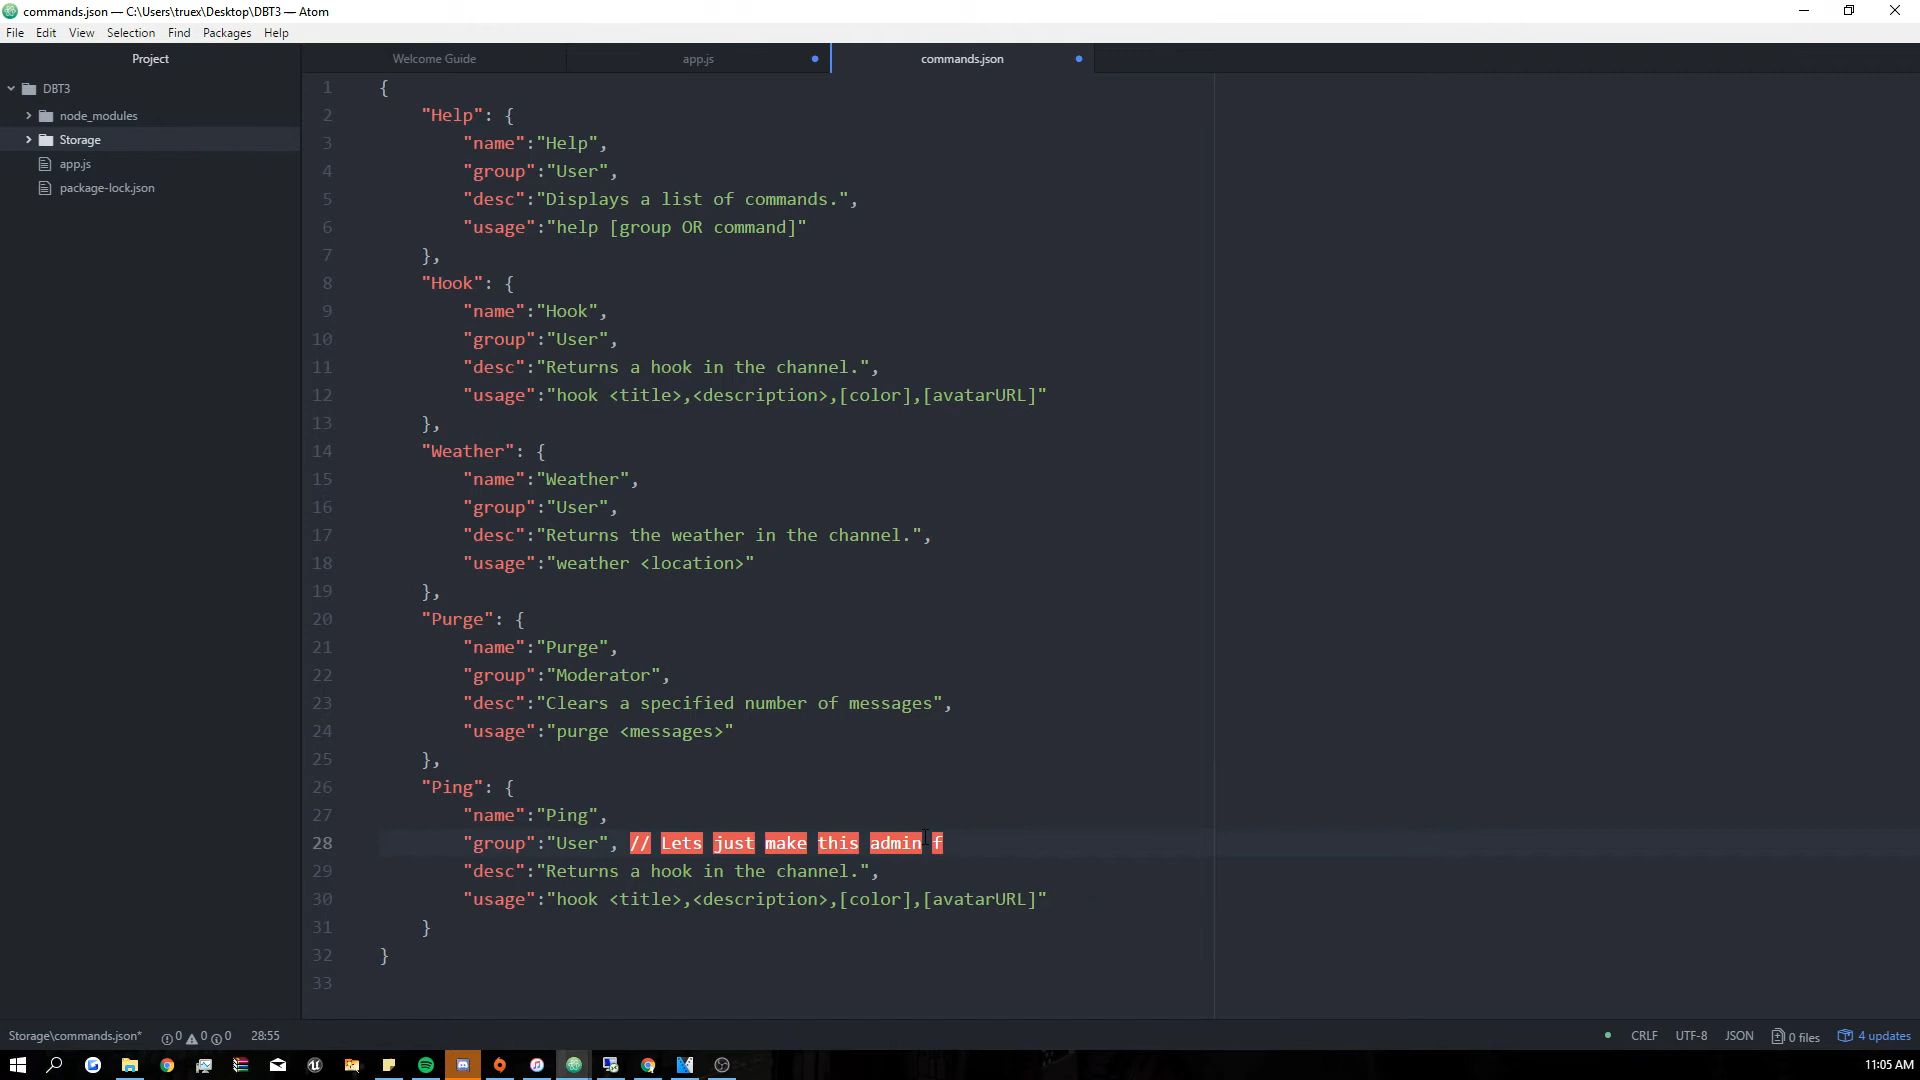 commands.json — C:\Users\truex\Desktop\DBT3 — Atom
File Edit View Selection Find Packages Help
Project
Welcome Guide
app.js
commands.json
DBT3
node_modules
Storage
app.js
package-lock.json
1 {
2 "Help": {
3 "name":"Help",
4 "group":"User",
5 "desc":"Displays a list of commands.",
6 "usage":"help [group OR command]"
7 },
8 "Hook": {
9 "name":"Hook",
10 "group":"User",
11 "desc":"Returns a hook in the channel.",
12 "usage":"hook <title>,<description>,[color],[avatarURL]"
13 },
14 "Weather": {
15 "name":"Weather",
16 "group":"User",
17 "desc":"Returns the weather in the channel.",
18 "usage":"weather <location>"
19 },
20 "Purge": {
21 "name":"Purge",
22 "group":"Moderator",
23 "desc":"Clears a specified number of messages",
24 "usage":"purge <messages>"
25 },
26 "Ping": {
27 "name":"Ping",
28 "group":"User", // Lets just make this admin f
29 "desc":"Returns a hook in the channel.",
30 "usage":"hook <title>,<description>,[color],[avatarURL]"
31 }
32 }
33
Storage\commands.json* 0 0 0 28:55 CRLF UTF-8 JSON 0 files 4 updates
11:05 AM